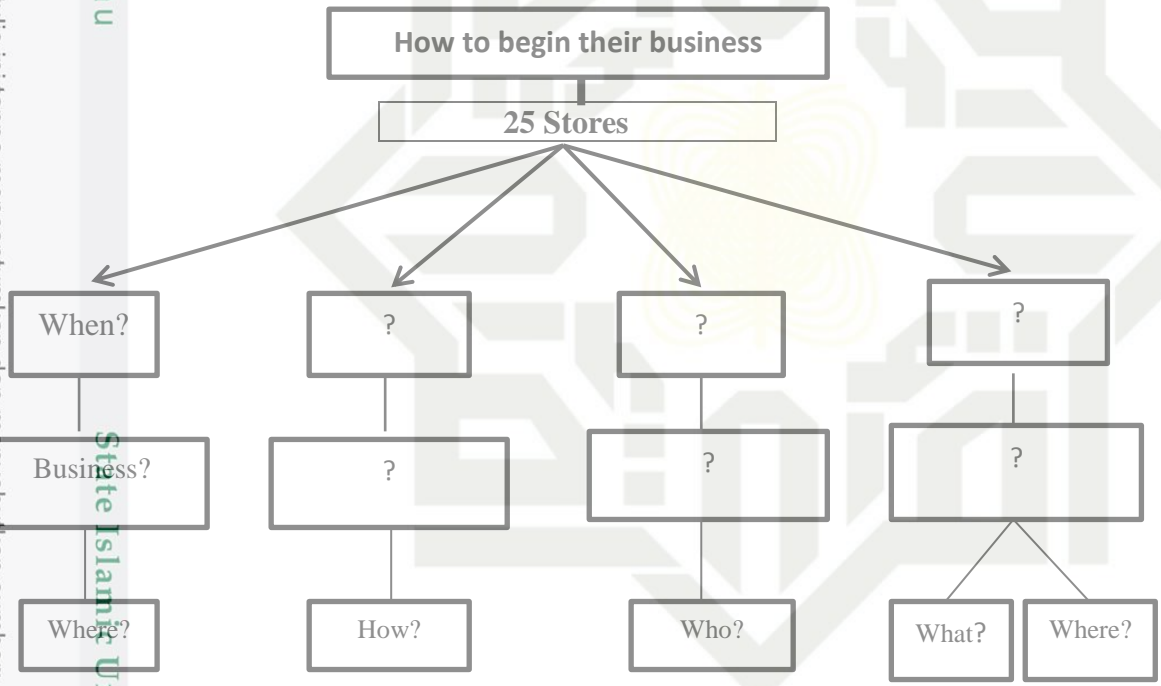 How to begin their business
25 Stores
When?
?
?
?
Business?
?
?
?
Where?
How?
Who?
What?
Where?
State Islamic U